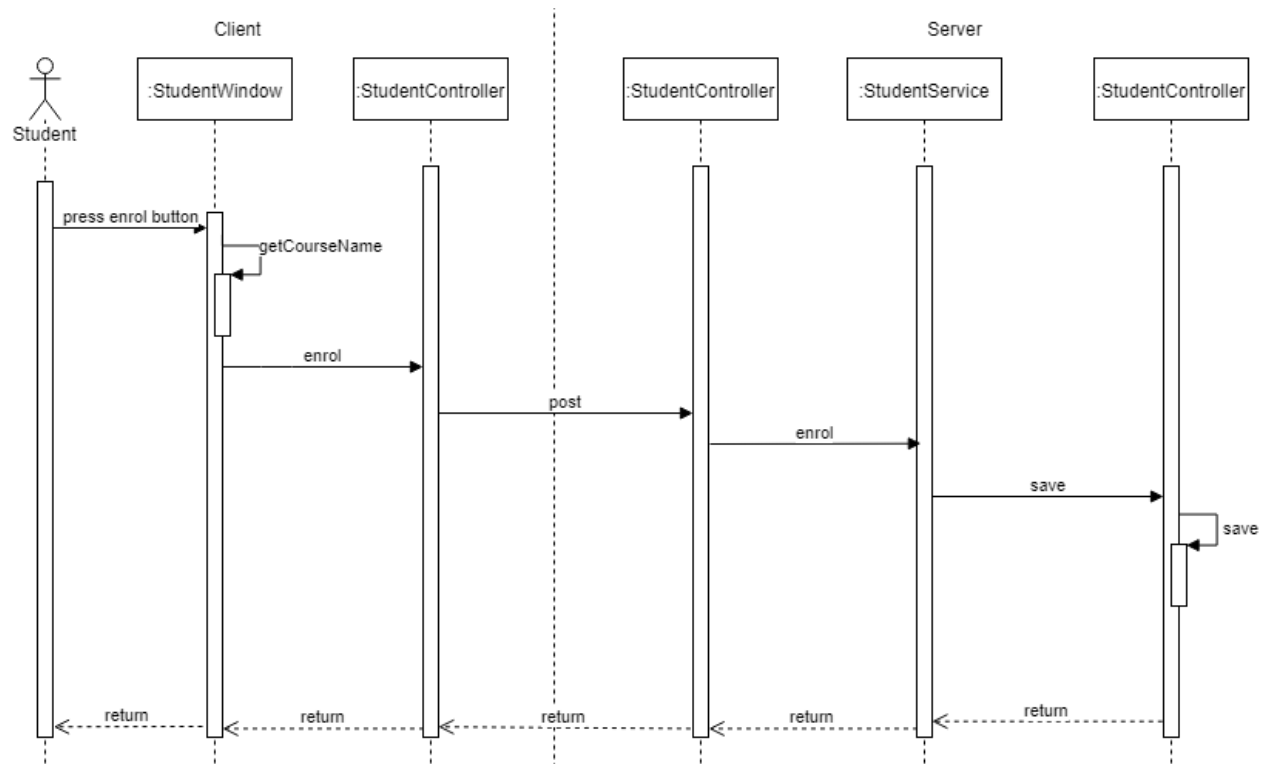 Client
Server
:StudentWindow
:StudentController
:StudentController
:StudentService
:StudentController
Student
press enrol button
getCourseName
enrol
post
enrol
save
save
return
return
return
return
return